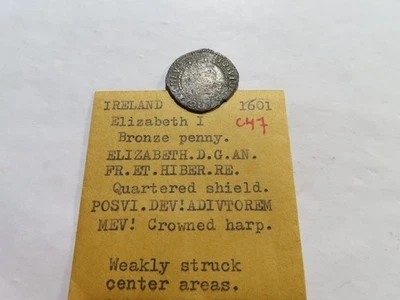 IRELAND 1601
Elizabeth I C47
Bronze penny.
ELIZABETH.D.G.AN.
FR.ET.HIBER.RE.
Quartered shield.
POSVI.DEV!ADIVTOREM
MEV! Crowned harp.
Weakly struck
center areas.